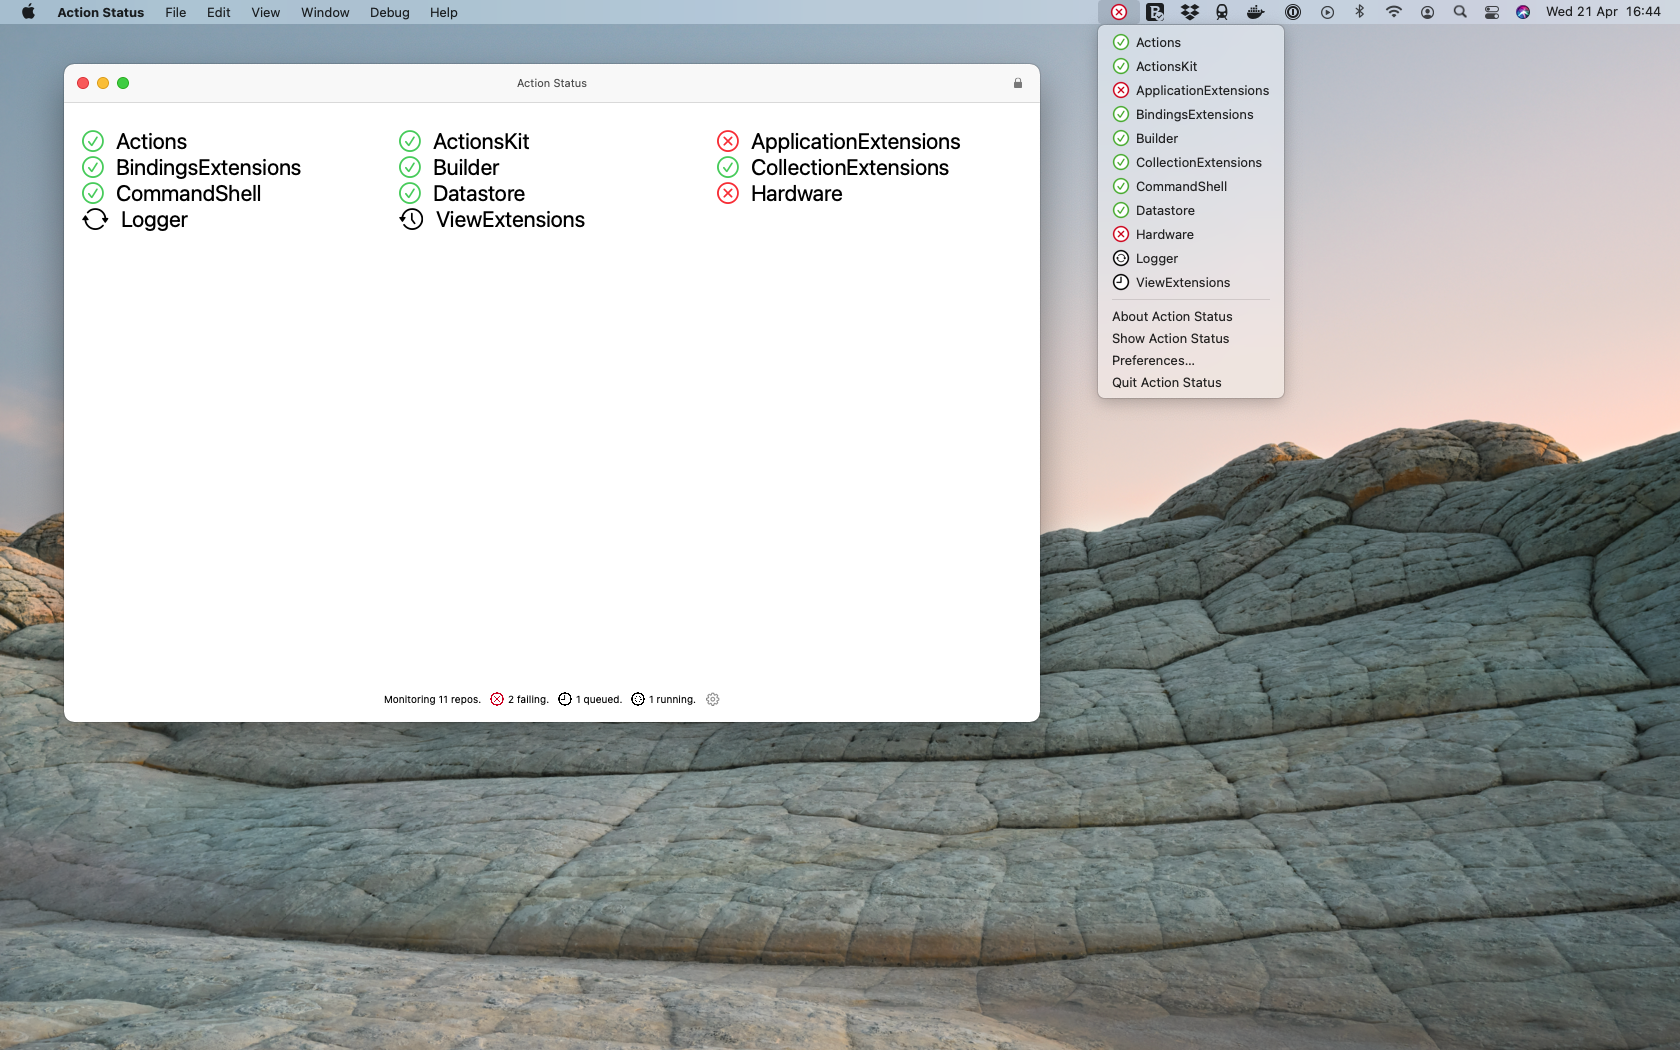 Action Status File Edit View Window Debug Help Wed 21 Apr 16:44
Action Status
Actions ActionsKit ApplicationExtensions
BindingsExtensions Builder CollectionExtensions
CommandShell Datastore Hardware
Logger ViewExtensions
Monitoring 11 repos. 2 failing. 1 queued. 1 running.
Actions
ActionsKit
ApplicationExtensions
BindingsExtensions
Builder
CollectionExtensions
CommandShell
Datastore
Hardware
Logger
ViewExtensions
About Action Status
Show Action Status
Preferences...
Quit Action Status